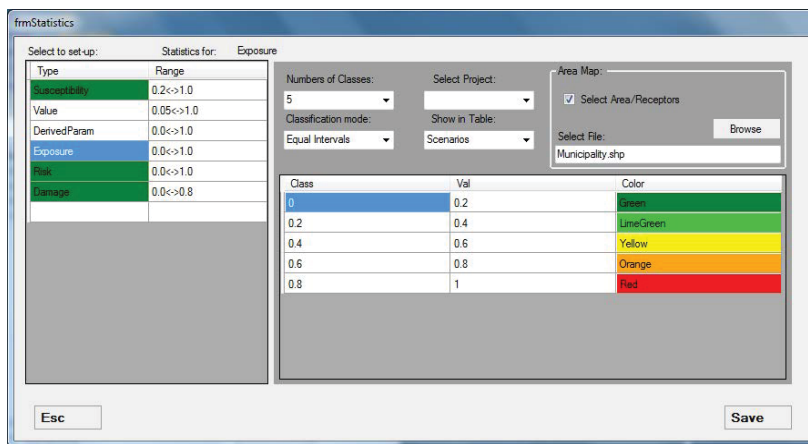 frmStatistics
Select to set-up: Statistics for: Exposure
Type Range
Susceptibility 0.2<->1.0
Value 0.05<->1.0
DerivedParam 0.0<->1.0
Exposure 0.0<->1.0
Risk 0.0<->1.0
Damage 0.0<->0.8
Numbers of Classes: Select Project:
5
Classification mode: Show in Table:
Equal Intervals Scenarios
Area Map:
Select Area/Receptors
Select File: Browse
Municipality.shp
Class Val Color
0 0.2 Green
0.2 0.4 LimeGreen
0.4 0.6 Yellow
0.6 0.8 Orange
0.8 1 Red
Esc Save